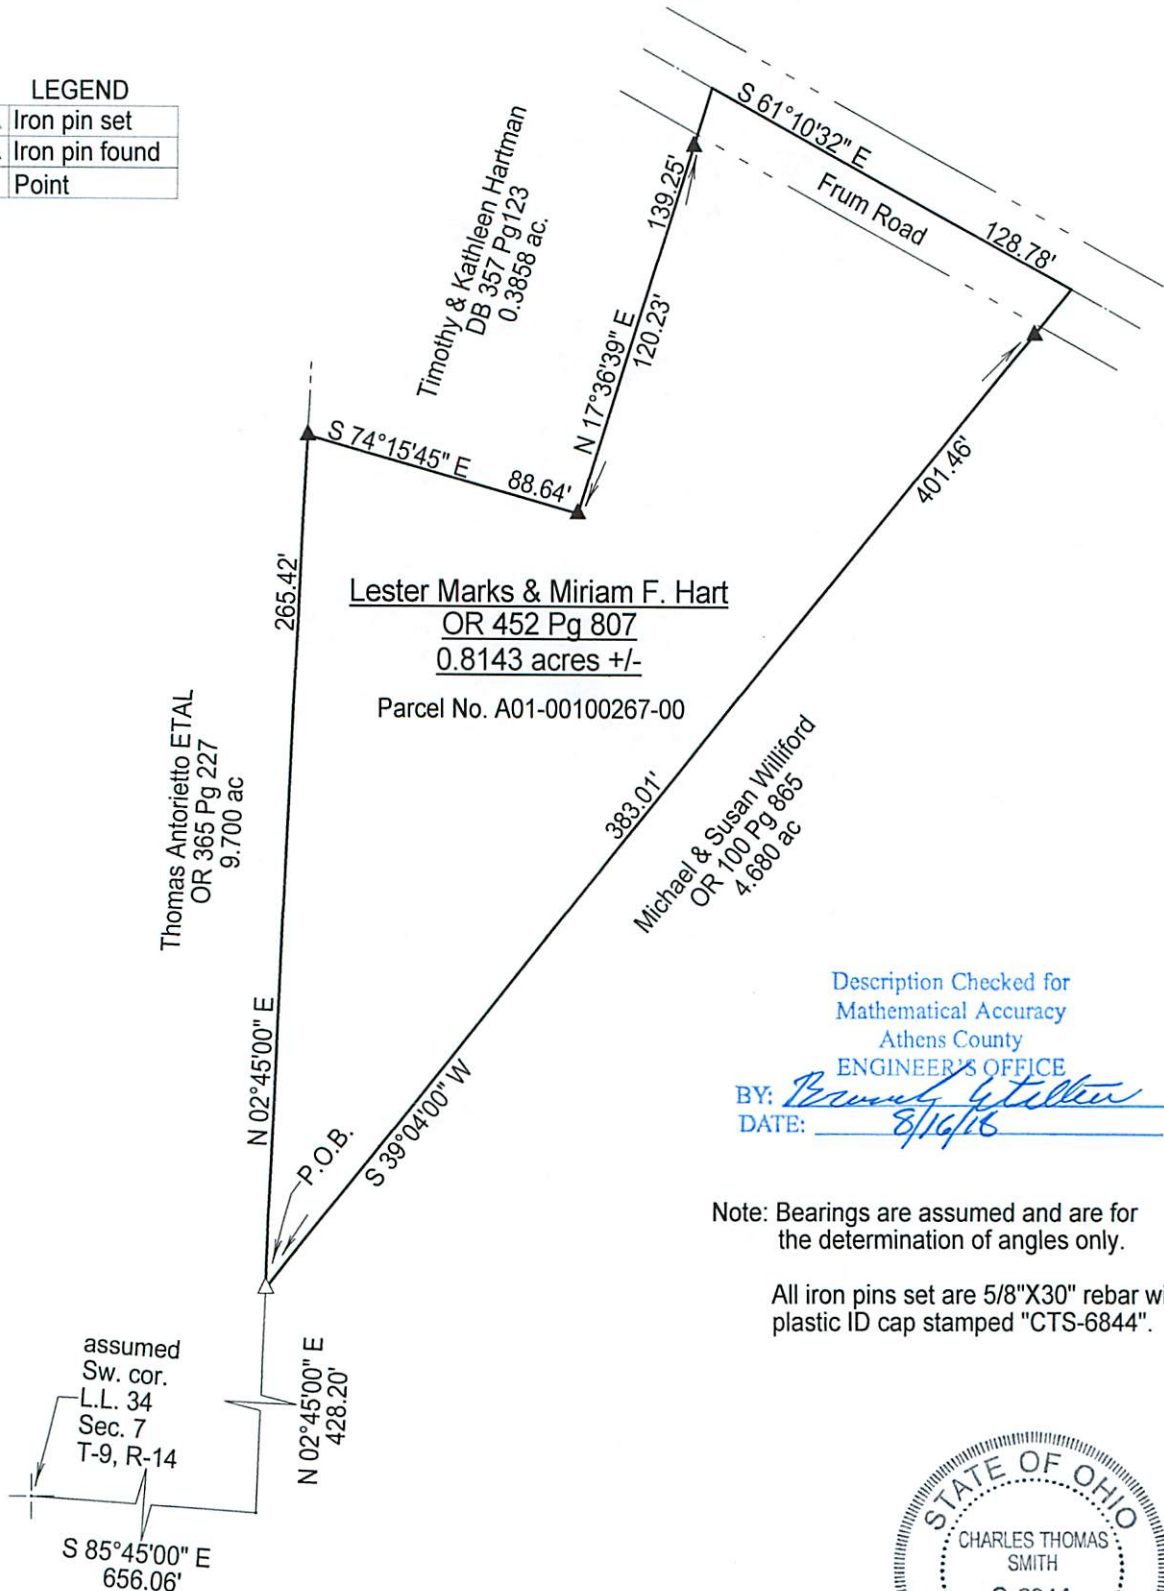 LEGEND
Iron pin set
Iron pin found
Point
Timothy & Kathleen Hartman
DB 357 Pg123
0.3858 ac.
S 61°10'32" E
128.78'
Frum Road
139.25'
N 17°36'39" E
120.23'
S 74°15'45" E
88.64'
401.46'
265.42'
Lester Marks & Miriam F. Hart
OR 452 Pg 807
0.8143 acres +/-
Parcel No. A01-00100267-00
Thomas Antorietto ETAL
OR 365 Pg 227
9.700 ac
383.01'
Michael & Susan Williford
OR 100 Pg 865
4.680 ac
N 02°45'00" E
S 39°04'00" W
P.O.B.
Description Checked for
Mathematical Accuracy
Athens County
ENGINEER'S OFFICE
BY:
DATE: 8/16/18
Note: Bearings are assumed and are for
the determination of angles only.
All iron pins set are 5/8"X30" rebar wi
plastic ID cap stamped "CTS-6844".
assumed
Sw. cor.
L.L. 34
Sec. 7
T-9, R-14
N 02°45'00" E
428.20'
S 85°45'00" E
656.06'
STATE OF OHIO
CHARLES THOMAS
SMITH